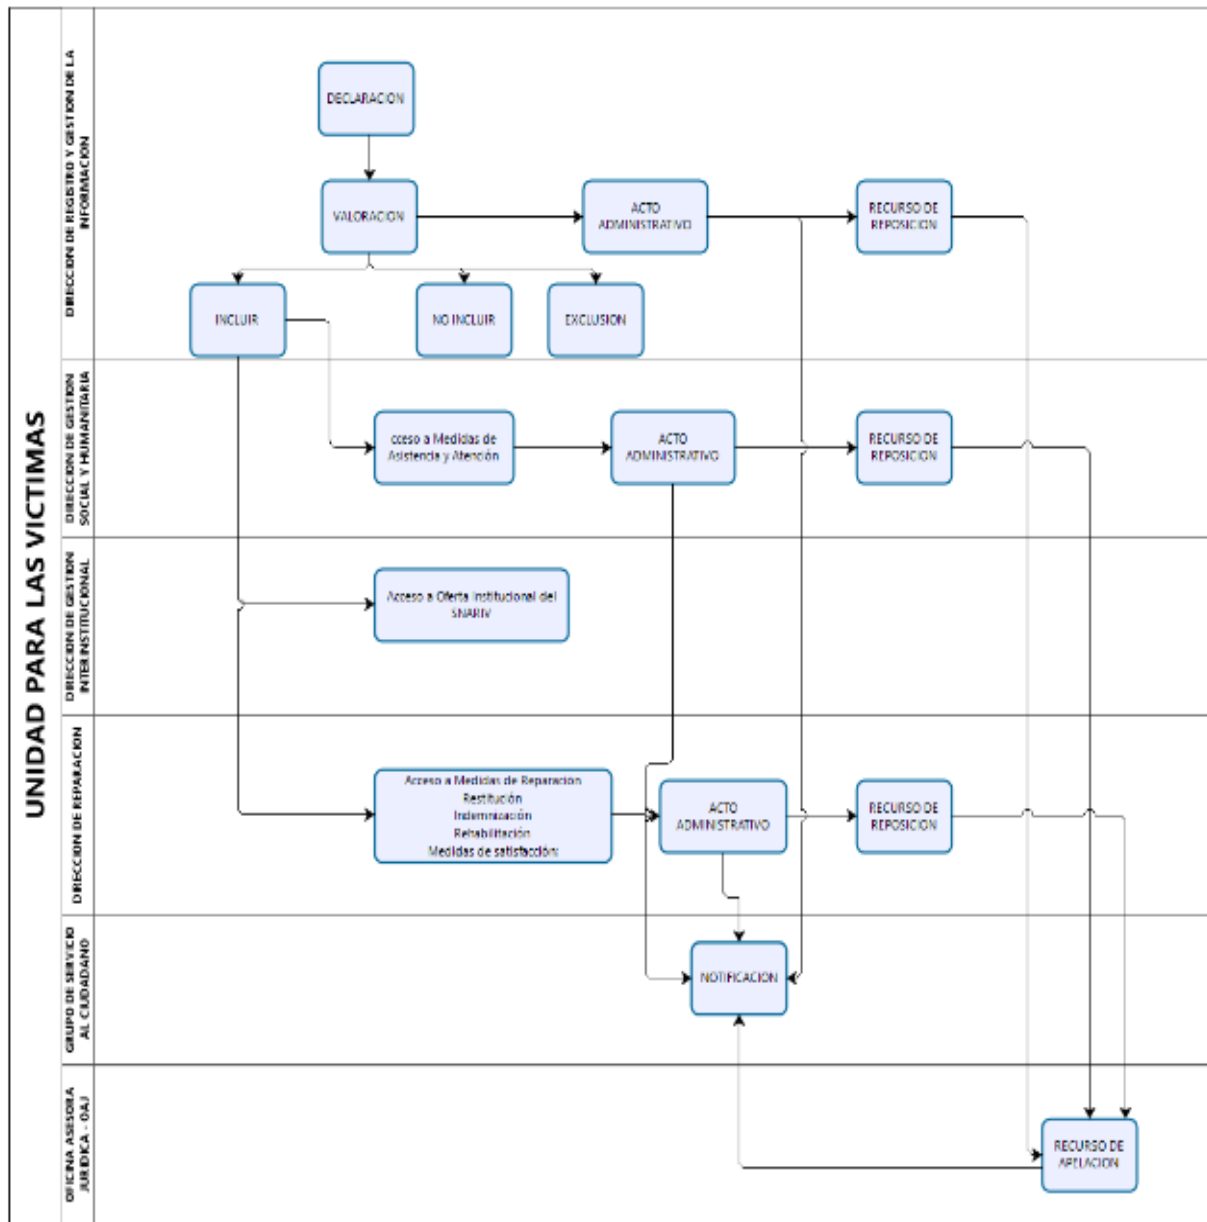 UNIDAD PARA LAS VICTIMAS
DIRECCION DE REGISTRO Y GESTION DE LA
INFORMACION
DECLARACION
VALORACION
ACTO
ADMINISTRATIVO
RECURSO DE
REPOSICION
INCLUIR
NO INCLUIR
EXCLUSION
DIRECCION DE GESTION
SOCIAL Y HUMANITARIA
cceso a Medidas de
Asistencia y Atención
ACTO
ADMINISTRATIVO
RECURSO DE
REPOSICION
DIRECCION DE GESTION
INTERINSTITUCIONAL
Acceso a Oferta Institucional del
SNARIV
DIRECCION DE REPARACION
Acceso a Medidas de Reparacion
Restitución
Indemnización
Rehabilitación
Medidas de satisfacción:
ACTO
ADMINISTRATIVO
RECURSO DE
REPOSICION
GRUPO DE SERVICIO
AL CIUDADANO
NOTIFICACION
OFICINA ASESORA
JURIDICA - OAJ
RECURSO DE
APELACION